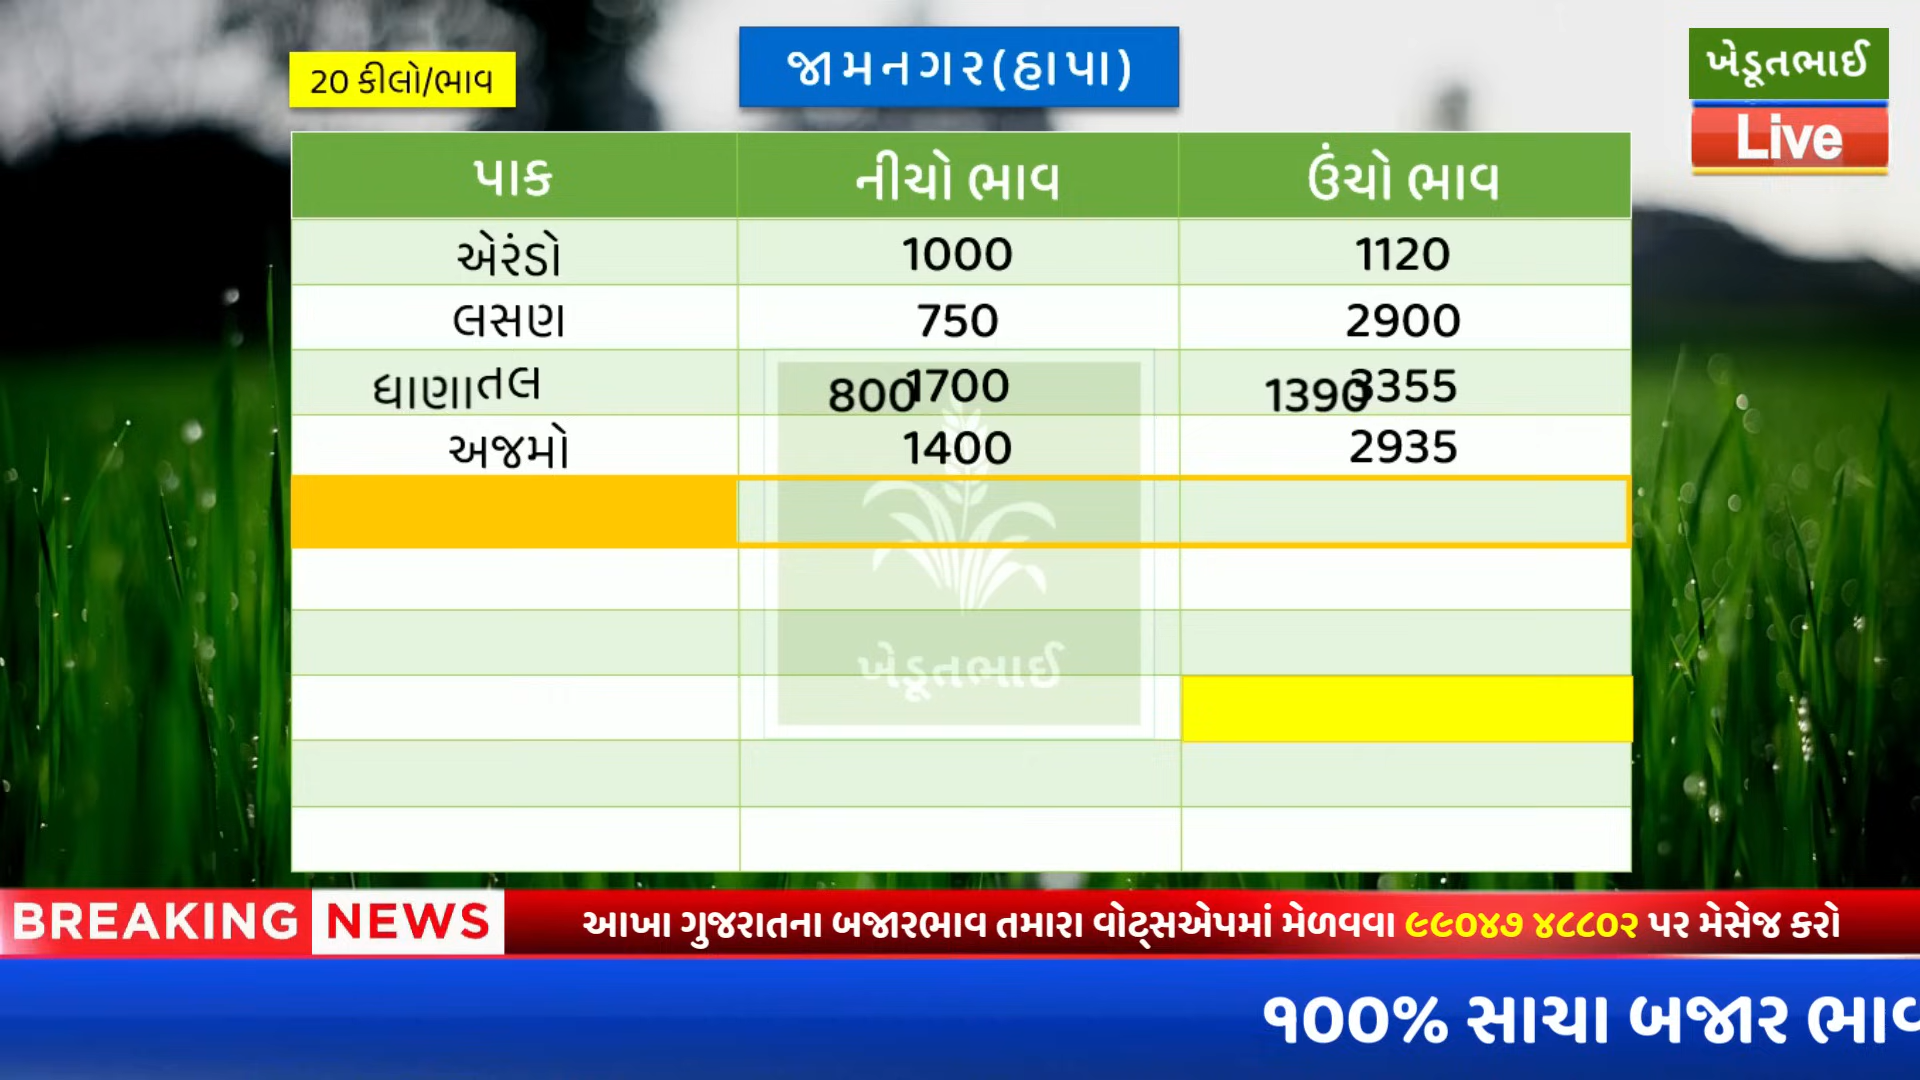 20 કીલો/ભાવ
જામનગર(હાપા)
ખેડૂતભાઈ
Live
પાક નીચો ભાવ ઉંચો ભાવ
એરંડો 1000 1120
લસણ 750 2900
તલ 1700 3355
ધાણા 800 1390
અજમો 1400 2935
ખેડૂતભાઈ
BREAKING NEWS
આખા ગુજરાતના બજારભાવ તમારા વોટ્સએપમાં મેળવવા ૯૯૦૪૭ ૪૮૮૦૨ પર મેસેજ કરો
૧૦૦% સાચા બજાર ભાવ